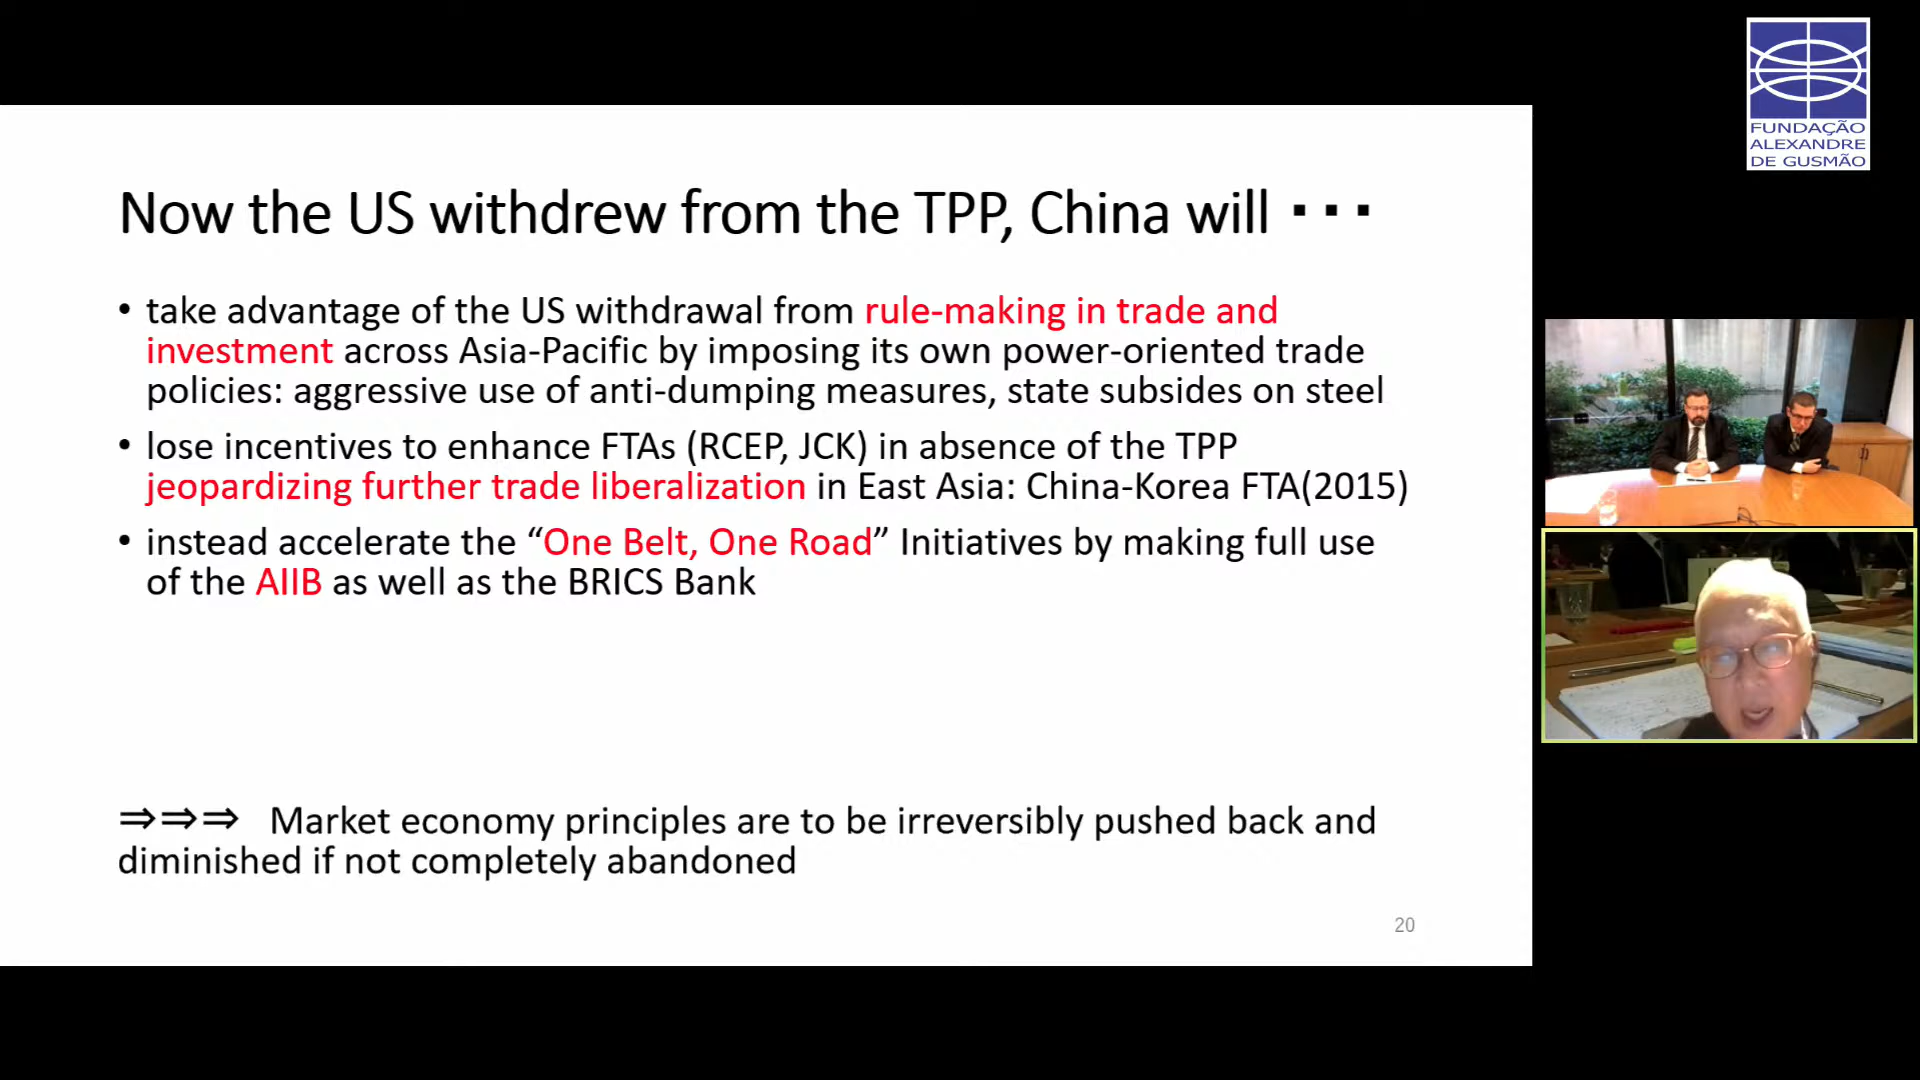 FUNDAÇÃO
ALEXANDRE
DE GUSMÃO
Now the US withdrew from the TPP, China will ・・・
• take advantage of the US withdrawal from rule-making in trade and
investment across Asia-Pacific by imposing its own power-oriented trade
policies: aggressive use of anti-dumping measures, state subsides on steel
• lose incentives to enhance FTAs (RCEP, JCK) in absence of the TPP
jeopardizing further trade liberalization in East Asia: China-Korea FTA(2015)
• instead accelerate the “One Belt, One Road” Initiatives by making full use
of the AIIB as well as the BRICS Bank
⇒⇒⇒ Market economy principles are to be irreversibly pushed back and
diminished if not completely abandoned
20